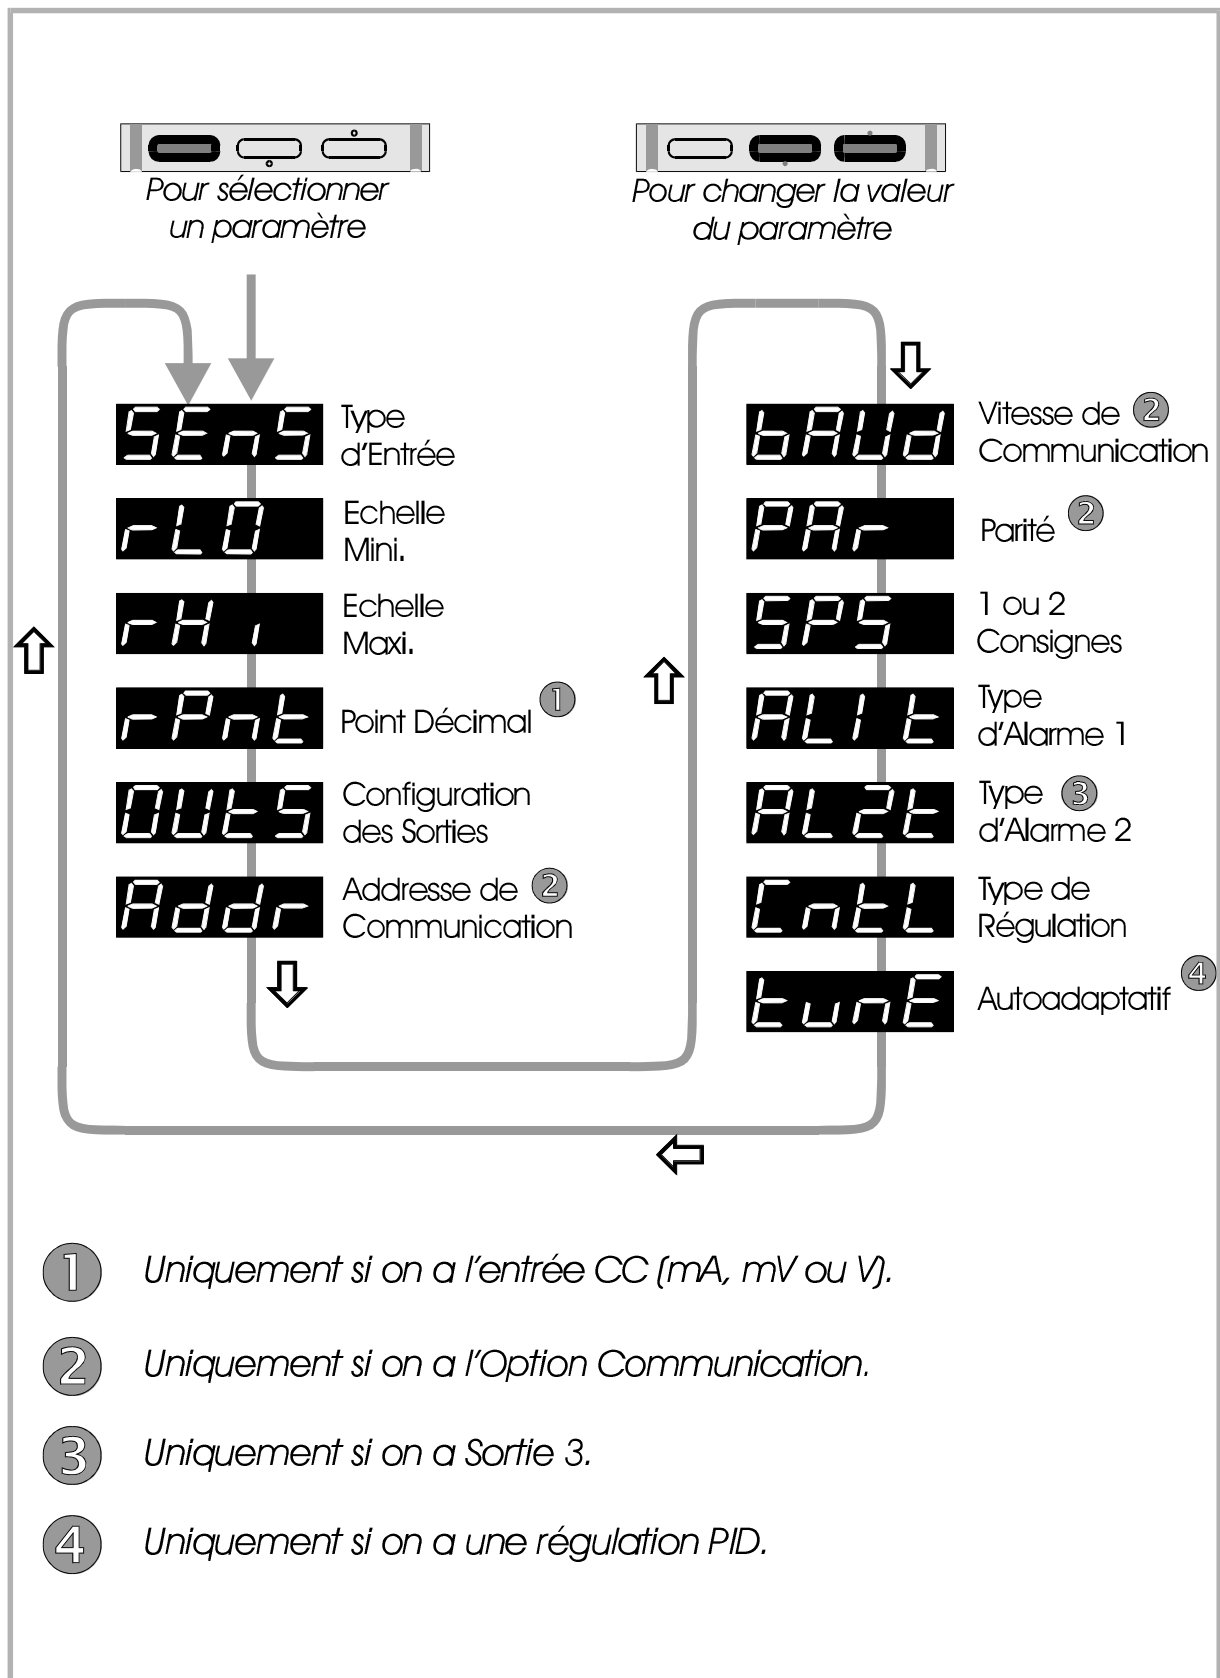 Pour sélectionner
un paramètre
Pour changer la valeur
du paramètre
SEnS
Type
d'Entrée
rLO
Echelle
Mini.
rHi
Echelle
Maxi.
rPnt
Point Décimal 1
OUtS
Configuration
des Sorties
Addr
Addresse de 2
Communication
bAUd
Vitesse de 2
Communication
PAr
Parité 2
SPS
1 ou 2
Consignes
AL1t
Type
d'Alarme 1
AL2t
Type 3
d'Alarme 2
CntL
Type de
Régulation
tunE
Autoadaptatif 4
1 Uniquement si on a l'entrée CC (mA, mV ou V).
2 Uniquement si on a l'Option Communication.
3 Uniquement si on a Sortie 3.
4 Uniquement si on a une régulation PID.